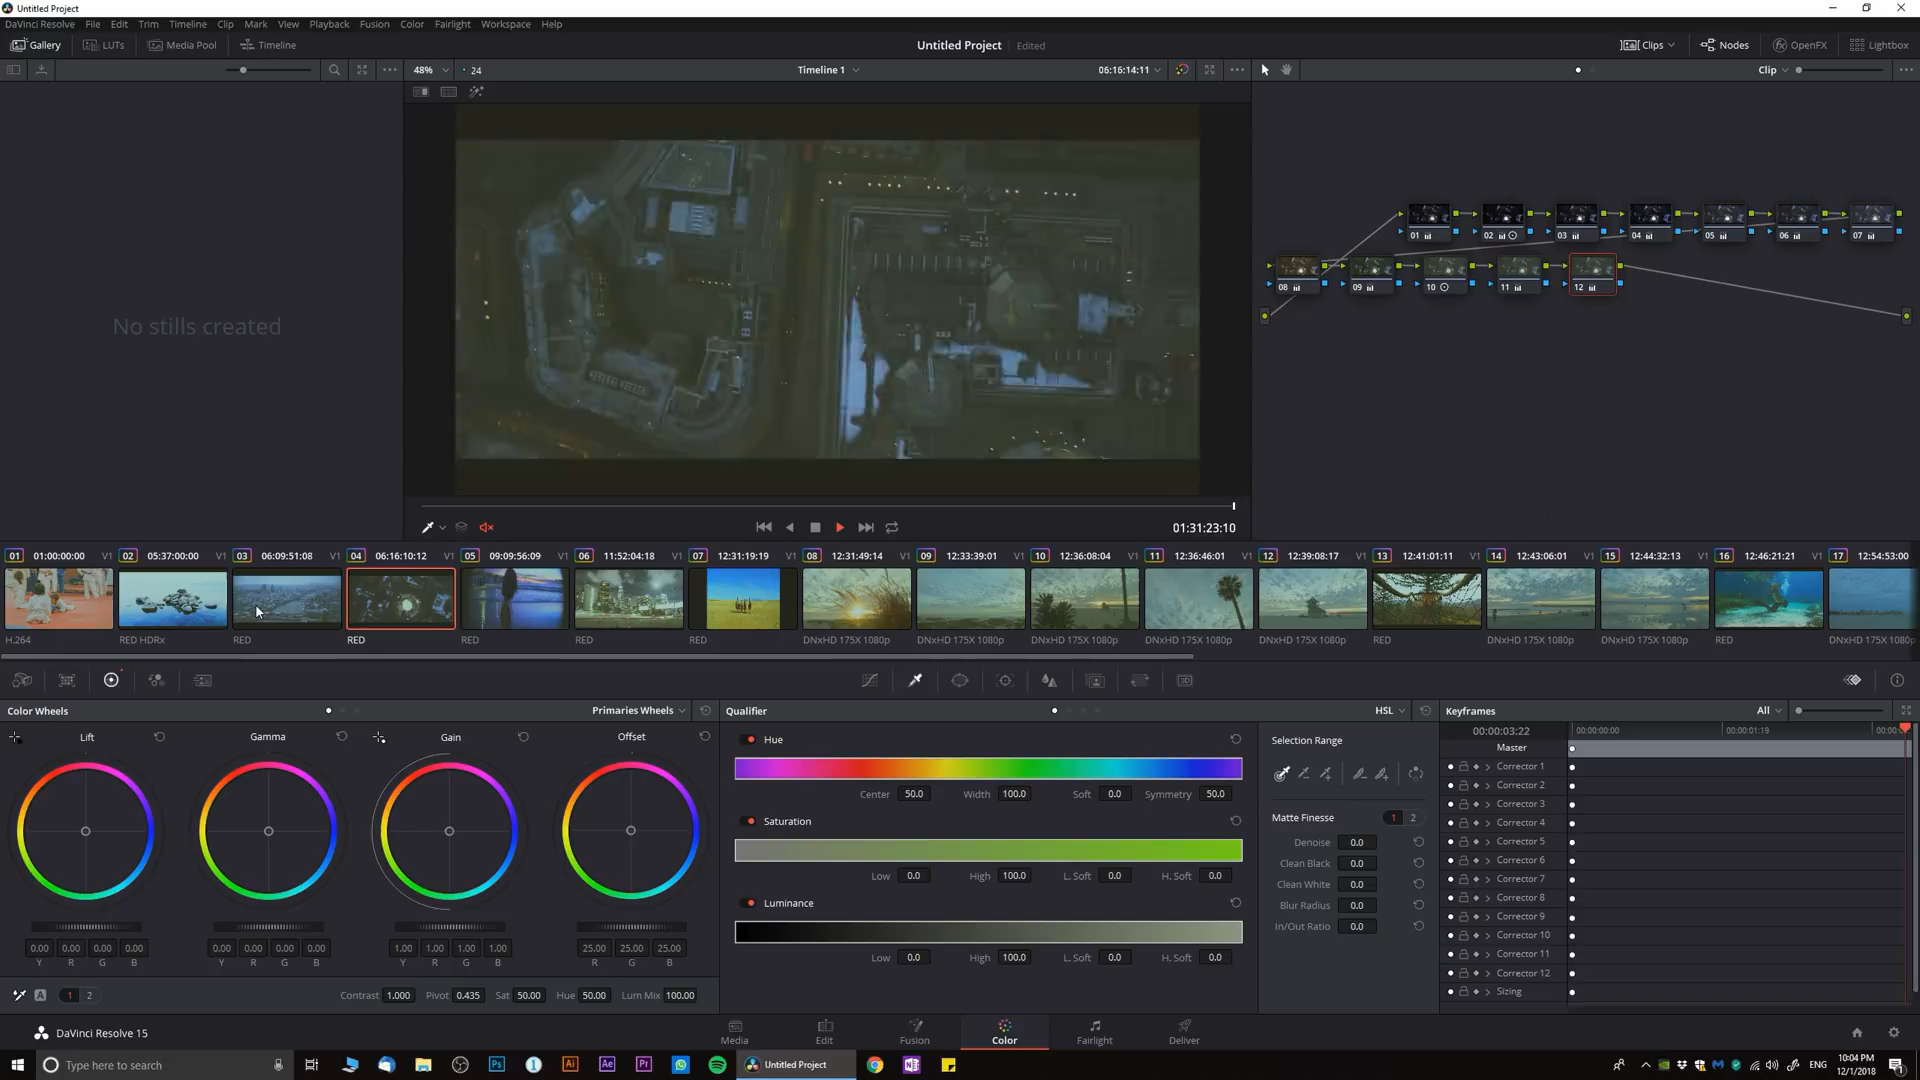 Untitled Project
DaVinci Resolve File Edit Trim Timeline Clip Mark View Playback Fusion Color Fairlight Workspace Help
Gallery LUTs Media Pool Timeline Untitled Project Edited Clips Nodes OpenFX Lightbox
48% 24 Timeline 1 06:16:14:11 Clip
No stills created
01 02 03 04 05 06 07
08 09 10 11 12
01:31:23:10
01 01:00:00:00 V1 02 05:37:00:00 V1 03 06:09:51:08 V1 04 06:16:10:12 V1 05 09:09:56:09 V1 06 11:52:04:18 V1 07 12:31:19:19 V1 08 12:31:49:14 V1 09 12:33:39:01 V1 10 12:36:08:04 V1 11 12:36:46:01 V1 12 12:39:08:17 V1 13 12:41:01:11 V1 14 12:43:06:01 V1 15 12:44:32:13 V1 16 12:46:21:21 V1 17 12:54:53:00 V1
H.264 RED HDRx RED RED RED RED RED DNxHD 175X 1080p DNxHD 175X 1080p DNxHD 175X 1080p DNxHD 175X 1080p DNxHD 175X 1080p RED DNxHD 175X 1080p DNxHD 175X 1080p RED DNxHD 175X 1080p
3D
Color Wheels Primaries Wheels Qualifier HSL Keyframes All
Lift Gamma Gain Offset
Hue
Center 50.0 Width 100.0 Soft 0.0 Symmetry 50.0
Saturation
Low 0.0 High 100.0 L. Soft 0.0 H. Soft 0.0
Luminance
Low 0.0 High 100.0 L. Soft 0.0 H. Soft 0.0
0.00 0.00 0.00 0.00 0.00 0.00 0.00 0.00 1.00 1.00 1.00 1.00 25.00 25.00 25.00
Y R G B Y R G B Y R G B R G B
A 1 2 Contrast 1.000 Pivot 0.435 Sat 50.00 Hue 50.00 Lum Mix 100.00
Selection Range
Matte Finesse 1 2
Denoise 0.0
Clean Black 0.0
Clean White 0.0
Blur Radius 0.0
In/Out Ratio 0.0
00:00:03:22 00:00:00:00 00:00:01:19 00:00:0
Master
Corrector 1
Corrector 2
Corrector 3
Corrector 4
Corrector 5
Corrector 6
Corrector 7
Corrector 8
Corrector 9
Corrector 10
Corrector 11
Corrector 12
Sizing
DaVinci Resolve 15 Media Edit Fusion Color Fairlight Deliver
Type here to search Ps Ai Ae Pr Untitled Project ENG 10:04 PM
12/1/2018